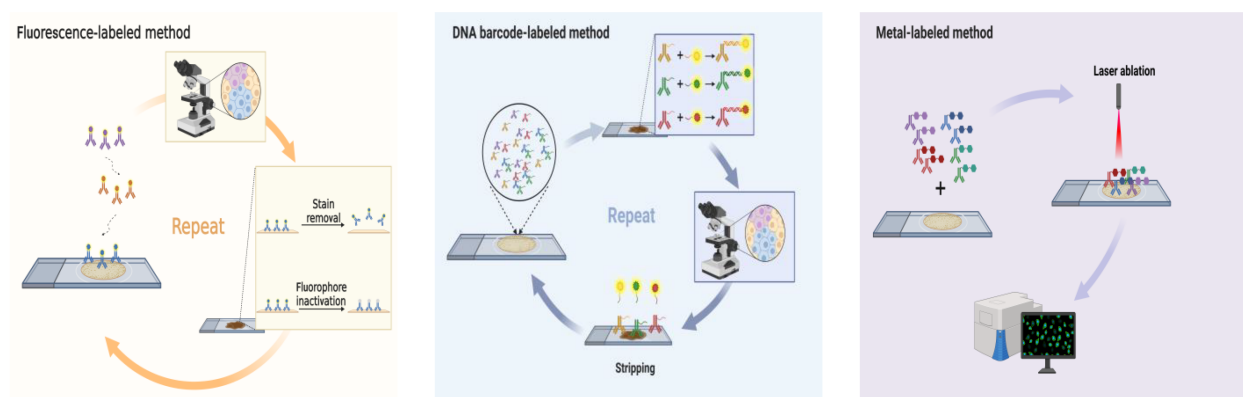 Fluorescence-labeled method
Repeat
Stain
removal
Fluorophore
inactivation
DNA barcode-labeled method
+
+
+
Repeat
Stripping
Metal-labeled method
Laser ablation
+